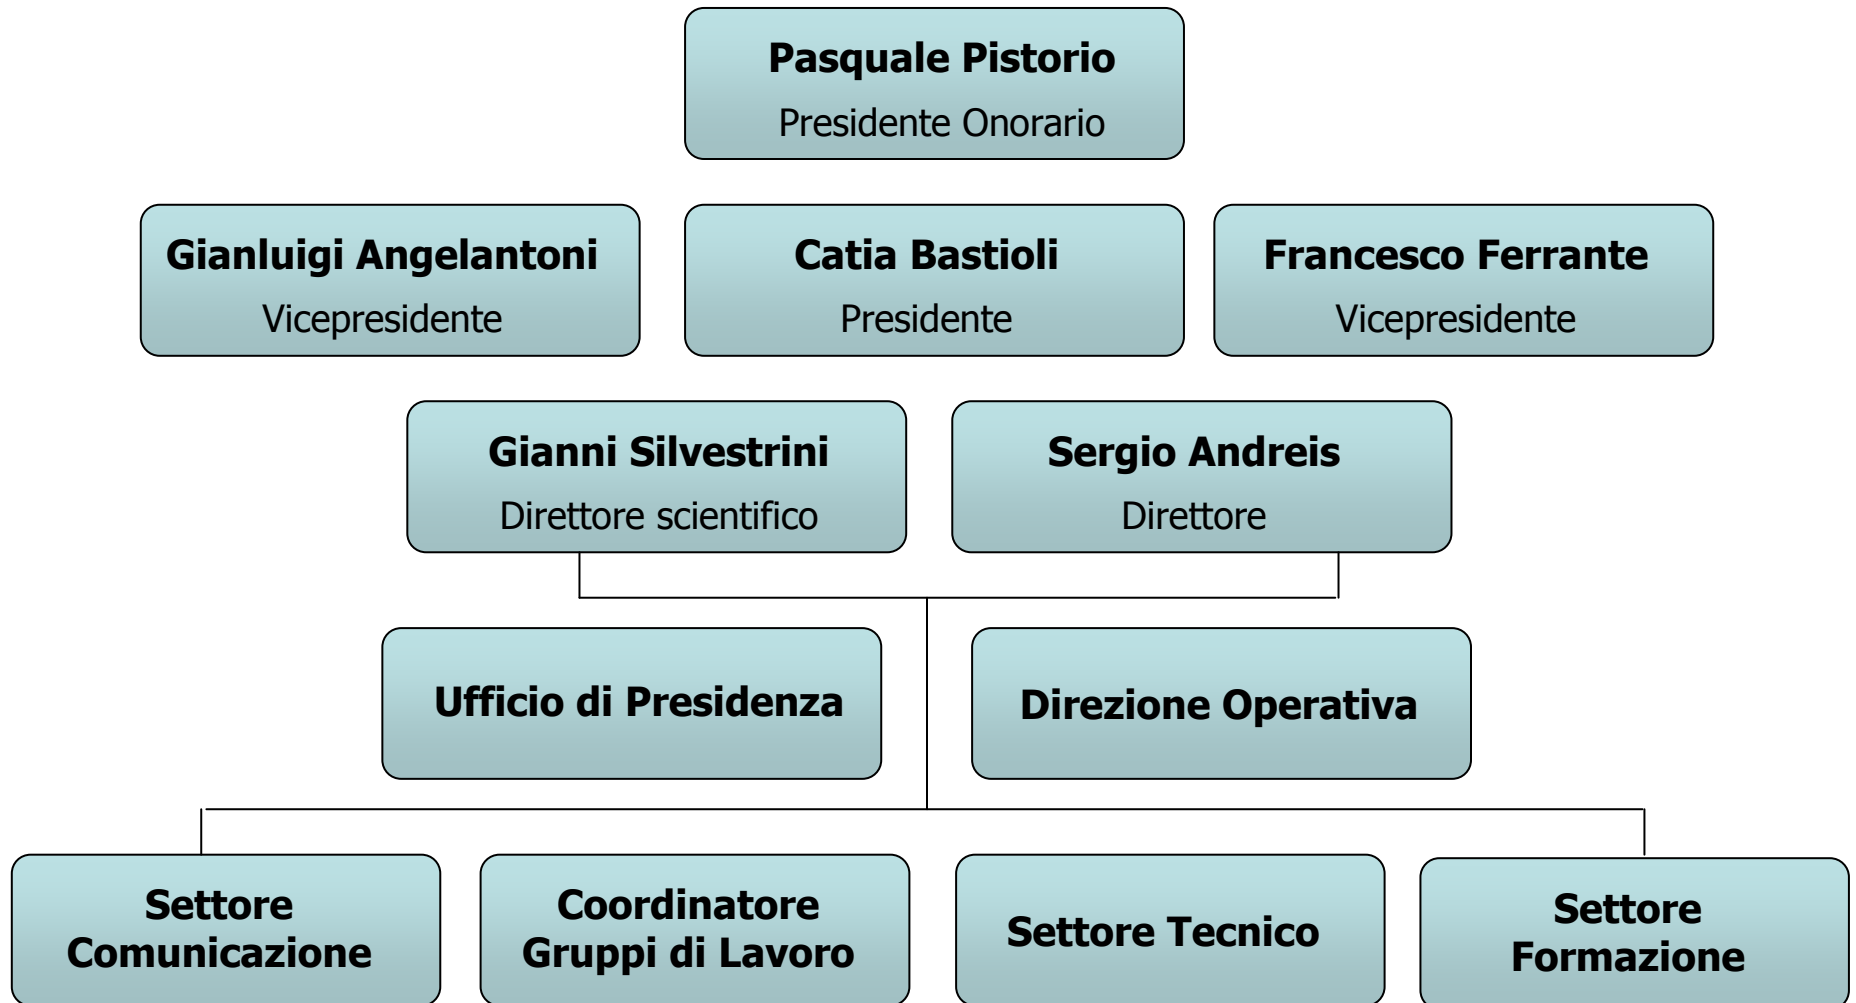 Pasquale Pistorio
Presidente Onorario
Gianluigi Angelantoni
Vicepresidente
Catia Bastioli
Presidente
Francesco Ferrante
Vicepresidente
Gianni Silvestrini
Direttore scientifico
Sergio Andreis
Direttore
Ufficio di Presidenza
Direzione Operativa
Settore
Comunicazione
Coordinatore
Gruppi di Lavoro
Settore Tecnico
Settore
Formazione